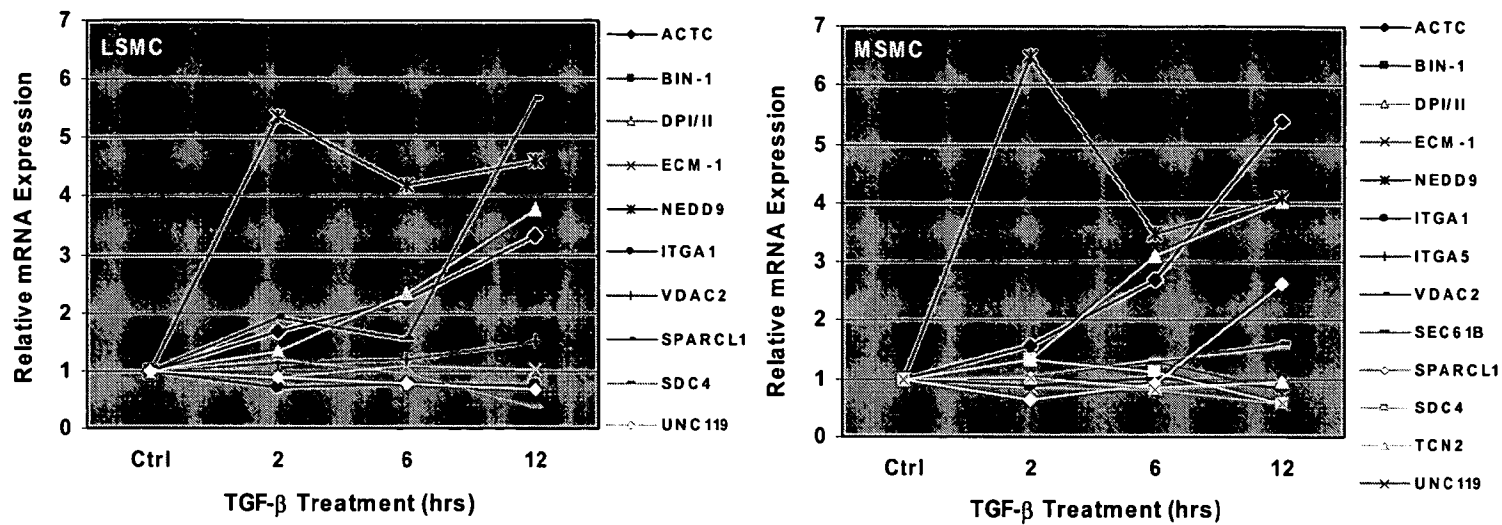 LSMC
Relative mRNA Expression
7
6
5
4
3
2
1
0
Ctrl 2 6 12
TGF-β Treatment (hrs)
ACTC
BIN-1
DPI/II
ECM-1
NEDD9
ITGA1
VDAC2
SPARCL1
SDC4
UNC119
MSMC
Relative mRNA Expression
7
6
5
4
3
2
1
0
Ctrl 2 6 12
TGF-β Treatment (hrs)
ACTC
BIN-1
DPI/II
ECM-1
NEDD9
ITGA1
ITGA5
VDAC2
SEC61B
SPARCL1
SDC4
TCN2
UNC119